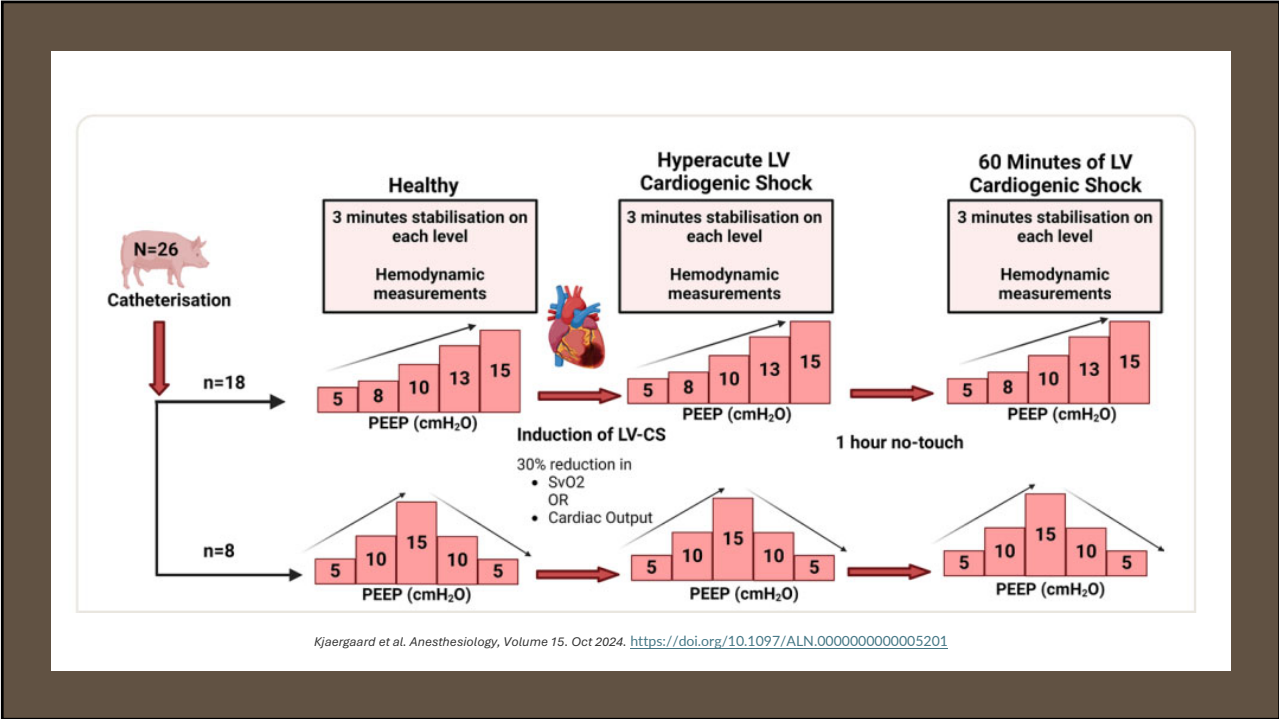 Healthy
Hyperacute LV
Cardiogenic Shock
60 Minutes of LV
Cardiogenic Shock
3 minutes stabilisation on
each level
Hemodynamic
measurements
3 minutes stabilisation on
each level
Hemodynamic
measurements
3 minutes stabilisation on
each level
Hemodynamic
measurements
N=26
Catheterisation
n=18
5 8 10 13 15
PEEP (cmH₂O)
5 8 10 13 15
PEEP (cmH₂O)
5 8 10 13 15
PEEP (cmH₂O)
Induction of LV-CS
30% reduction in
• SvO2
OR
• Cardiac Output
1 hour no-touch
n=8
5 10 15 10 5
PEEP (cmH₂O)
5 10 15 10 5
PEEP (cmH₂O)
5 10 15 10 5
PEEP (cmH₂O)
Kjaergaard et al. Anesthesiology, Volume 15. Oct 2024. https://doi.org/10.1097/ALN.0000000000005201